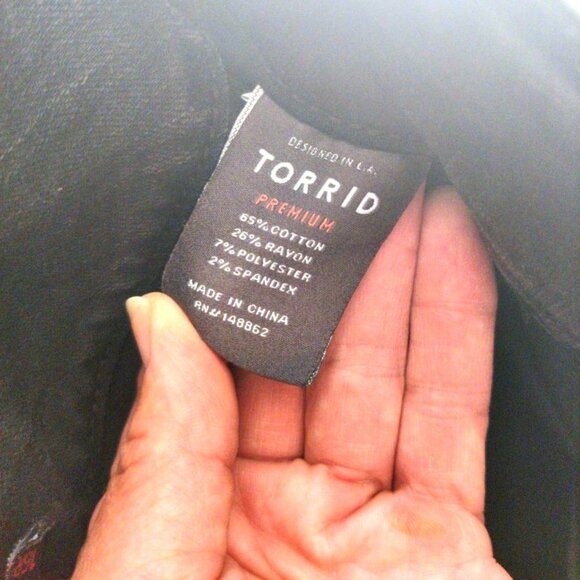 DESIGNED IN L.A.
TORRID
PREMIUM
65% COTTON
26% RAYON
7% POLYESTER
2% SPANDEX
MADE IN CHINA
RN# 148862